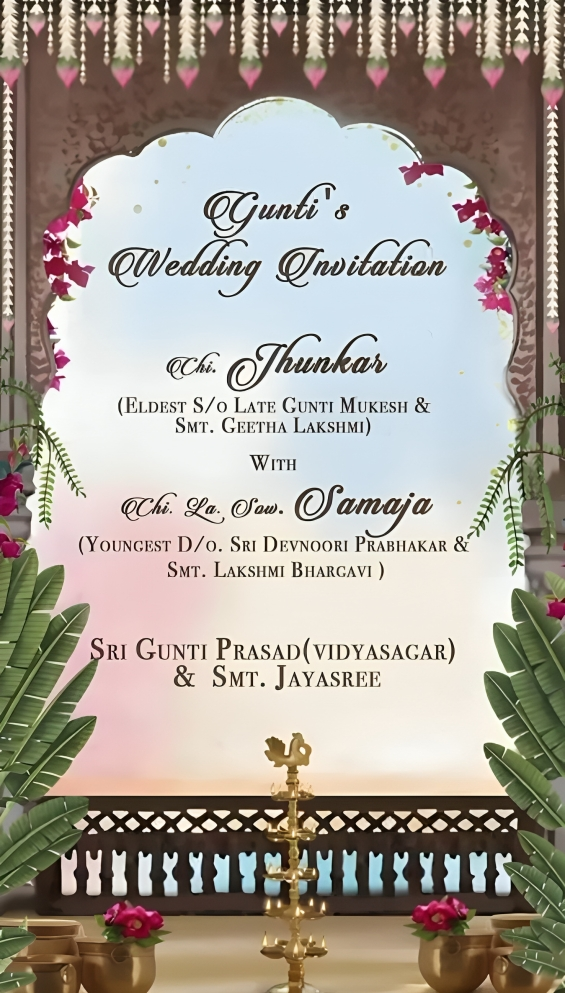 Gunti's
Wedding Invitation
Chi. Jhunkar
(Eldest S/o Late Gunti Mukesh &
Smt. Geetha Lakshmi)
With
Chi. La. Sow. Samaja
(Youngest D/o. Sri Devnoori Prabhakar &
Smt. Lakshmi Bhargavi )
Sri Gunti Prasad(vidyasagar)
& Smt. Jayasree